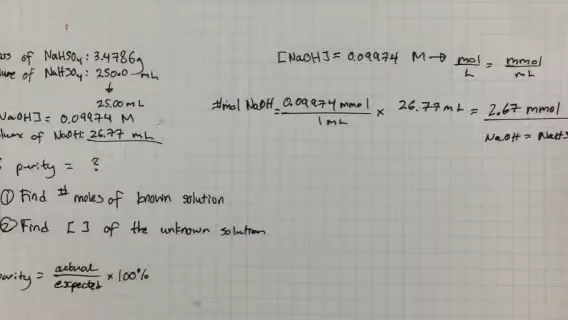 ss of NaHSO4: 3.4786g
ume of NaHSO4: 250.0 mL
↓
25.00 mL
NaOH] = 0.09974 M
olume of NaOH: 26.77 mL
% purity = ?
① Find # moles of known solution
② Find [ ] of the unknown solution
purity = actual / expected × 100%
[NaOH] = 0.09974 M → mol / L = mmol / mL
#mol NaOH = 0.09974 mmol / 1 mL × 26.77 mL = 2.67 mmol
NaOH = NaHS